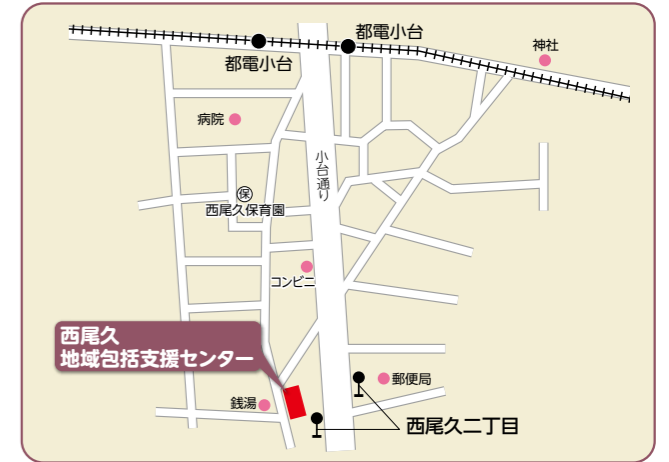 都電小台
神社
都電小台
病院
小台通り
保
西尾久保育園
コンビニ
西尾久
地域包括支援センター
郵便局
銭湯
西尾久二丁目